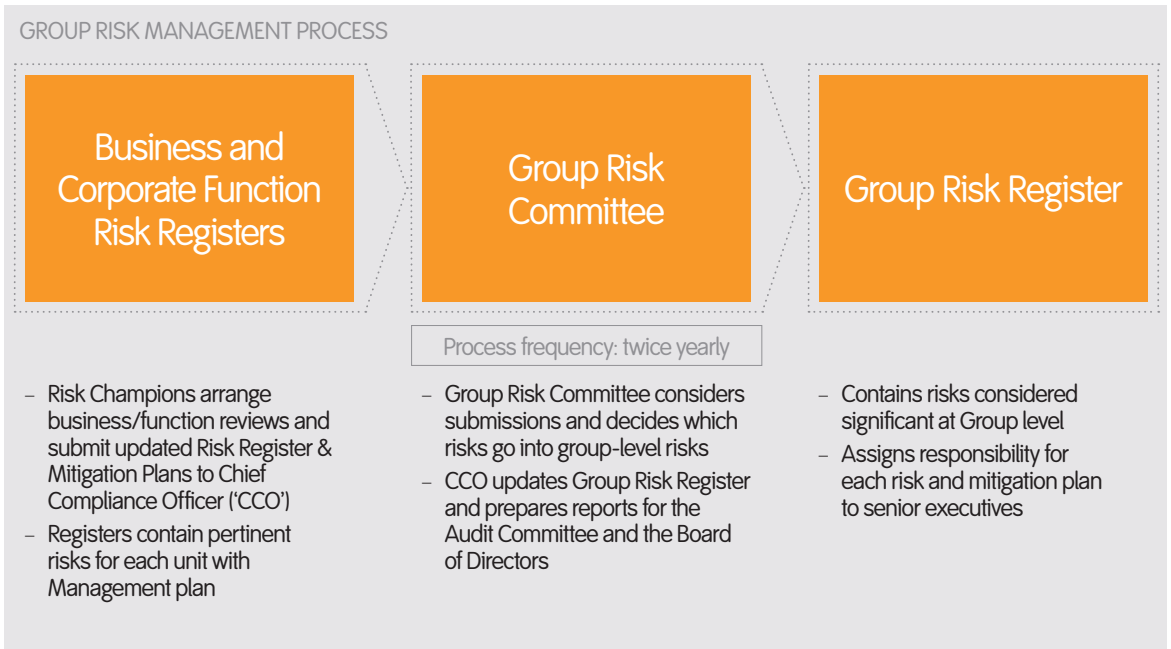 GROUP RISK MANAGEMENT PROCESS
Business and
Corporate Function
Risk Registers
Group Risk
Committee
Group Risk Register
Process frequency: twice yearly
– Risk Champions arrange
business/function reviews and
submit updated Risk Register &
Mitigation Plans to Chief
Compliance Officer (‘CCO’)
– Registers contain pertinent
risks for each unit with
Management plan
– Group Risk Committee considers
submissions and decides which
risks go into group-level risks
– CCO updates Group Risk Register
and prepares reports for the
Audit Committee and the Board
of Directors
– Contains risks considered
significant at Group level
– Assigns responsibility for
each risk and mitigation plan
to senior executives